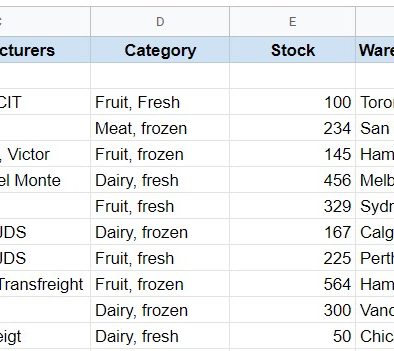 C D E
cturers Category Stock Ware
CIT Fruit, Fresh 100 Toro
Meat, frozen 234 San
, Victor Fruit, frozen 145 Ham
el Monte Dairy, fresh 456 Melb
Fruit, fresh 329 Sydn
JDS Dairy, frozen 167 Calg
JDS Fruit, fresh 225 Perth
Transfreight Fruit, frozen 564 Ham
Dairy, frozen 300 Vanc
eigt Dairy, fresh 50 Chic